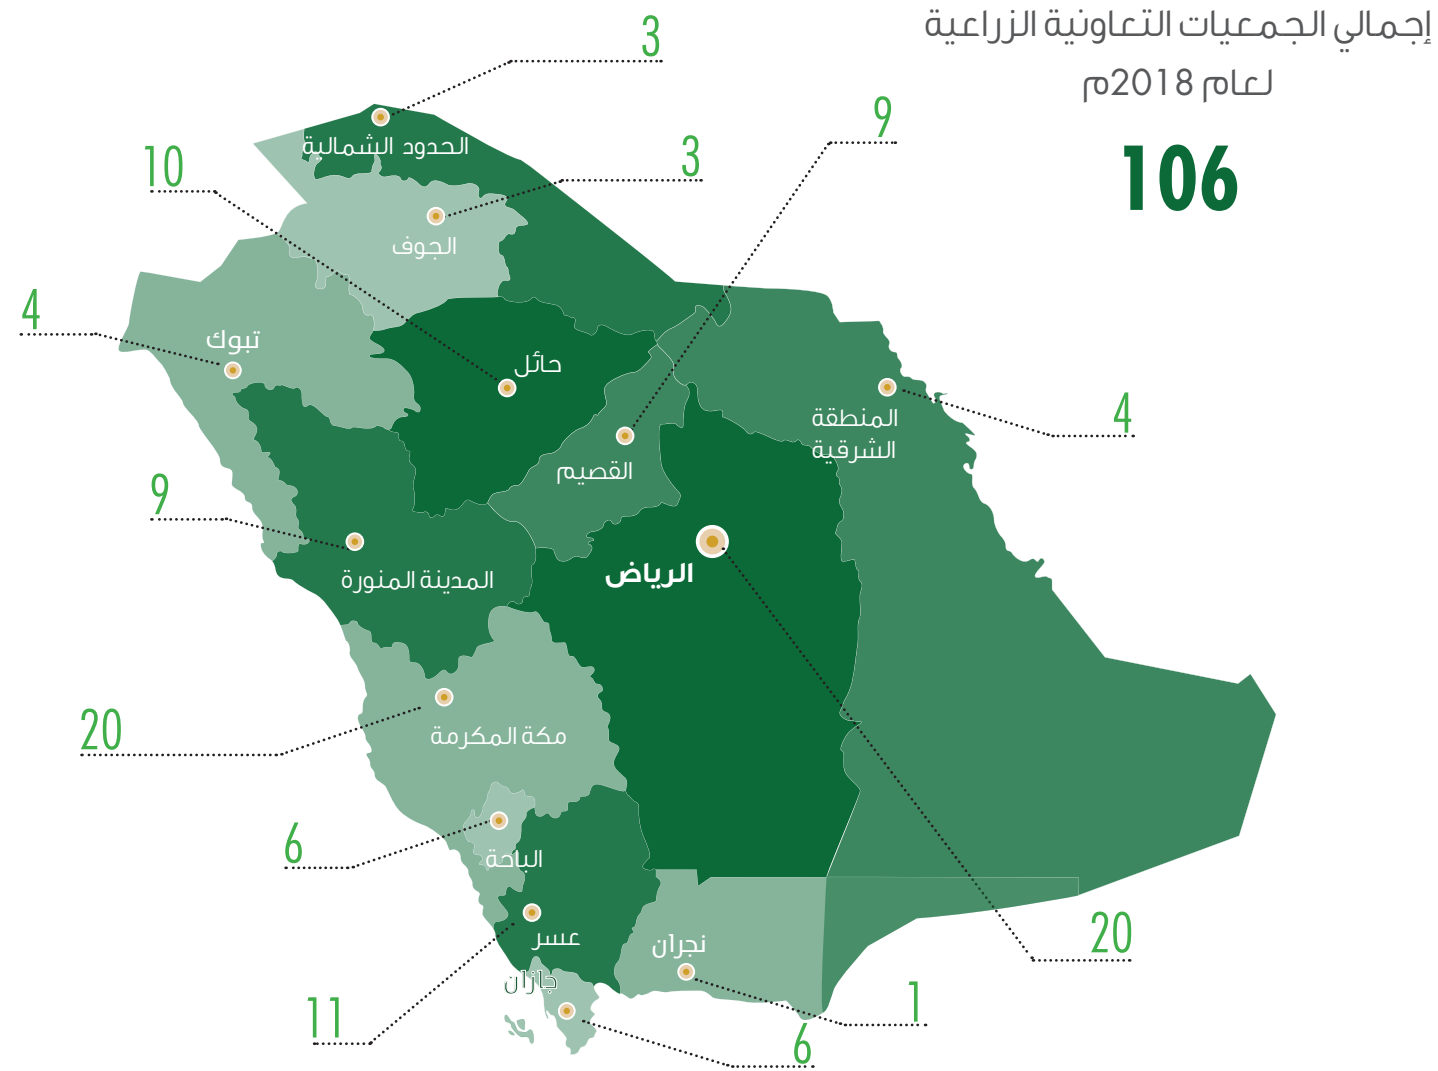 إجمالي الجمعيات التعاونية الزراعية
لعام 2018م
106
3
الحدود الشمالية
9
3
الجوف
10
حائل
4
تبوك
4
المنطقة
الشرقية
القصيم
9
المدينة المنورة
الرياض
20
مكة المكرمة
6
الباحة
20
عسر
نجران
11
جازان
1
6